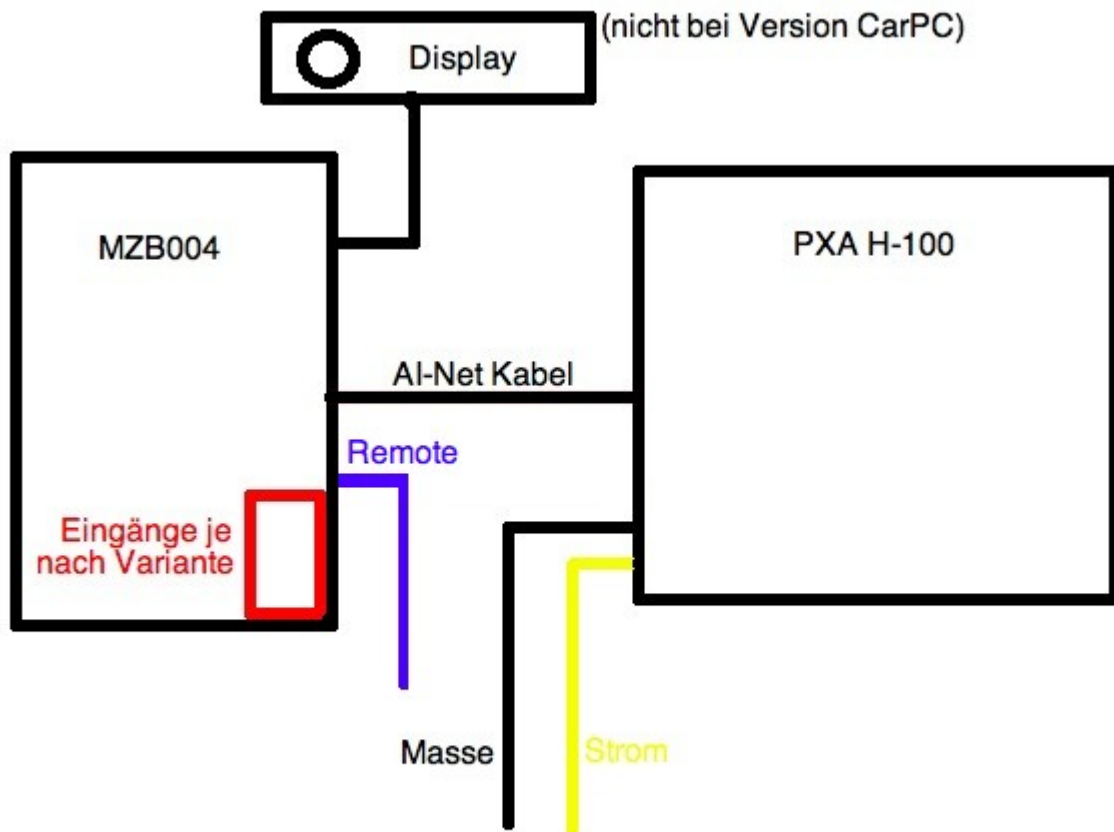 (nicht bei Version CarPC)
Display
MZB004
PXA H-100
AI-Net Kabel
Remote
Eingänge je
nach Variante
Masse
Strom